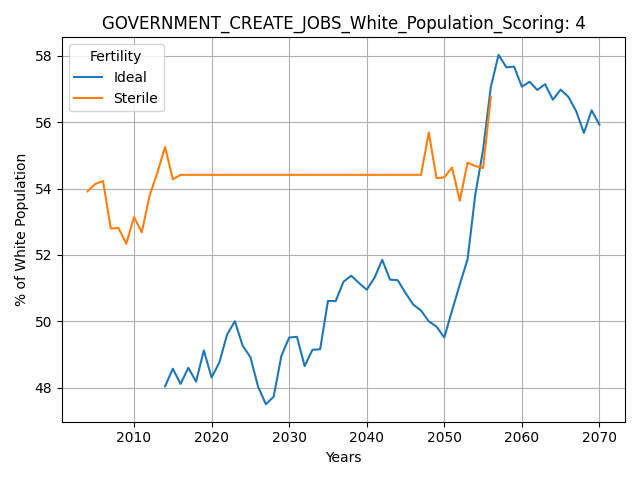 GOVERNMENT_CREATE_JOBS_White_Population_Scoring: 4
Fertility
Ideal
Sterile
% of White Population
58
56
54
52
50
48
2010 2020 2030 2040 2050 2060 2070
Years